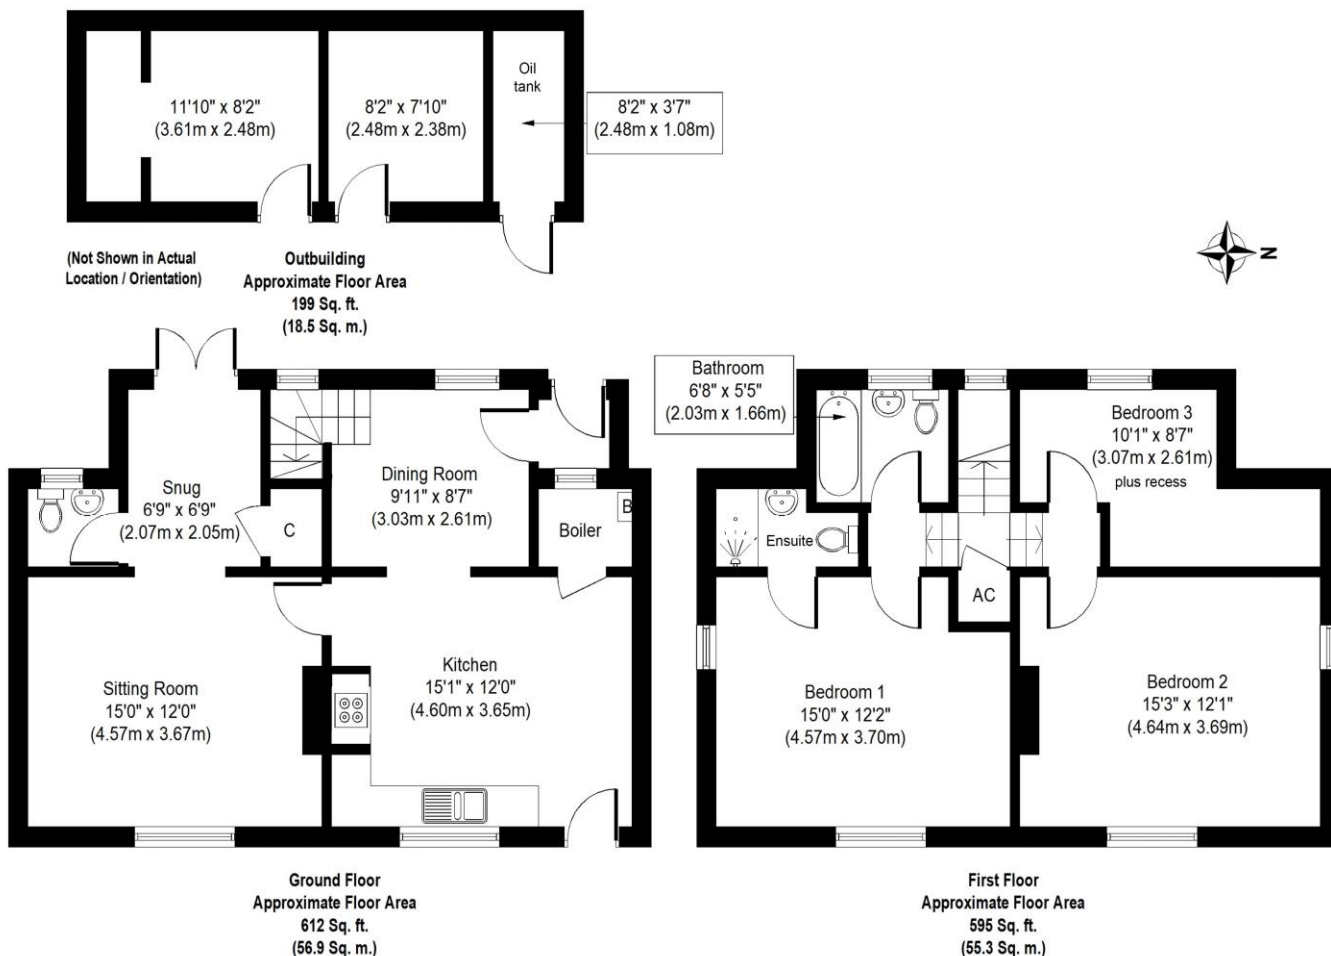 11'10" x 8'2"
(3.61m x 2.48m)
8'2" x 7'10"
(2.48m x 2.38m)
Oil
tank
8'2" x 3'7"
(2.48m x 1.08m)
(Not Shown in Actual
Location / Orientation)
Outbuilding
Approximate Floor Area
199 Sq. ft.
(18.5 Sq. m.)
N
Snug
6'9" x 6'9"
(2.07m x 2.05m)
C
Dining Room
9'11" x 8'7"
(3.03m x 2.61m)
B
Boiler
Sitting Room
15'0" x 12'0"
(4.57m x 3.67m)
Kitchen
15'1" x 12'0"
(4.60m x 3.65m)
Ground Floor
Approximate Floor Area
612 Sq. ft.
(56.9 Sq. m.)
Bathroom
6'8" x 5'5"
(2.03m x 1.66m)
Bedroom 3
10'1" x 8'7"
(3.07m x 2.61m)
plus recess
Ensuite
AC
Bedroom 1
15'0" x 12'2"
(4.57m x 3.70m)
Bedroom 2
15'3" x 12'1"
(4.64m x 3.69m)
First Floor
Approximate Floor Area
595 Sq. ft.
(55.3 Sq. m.)